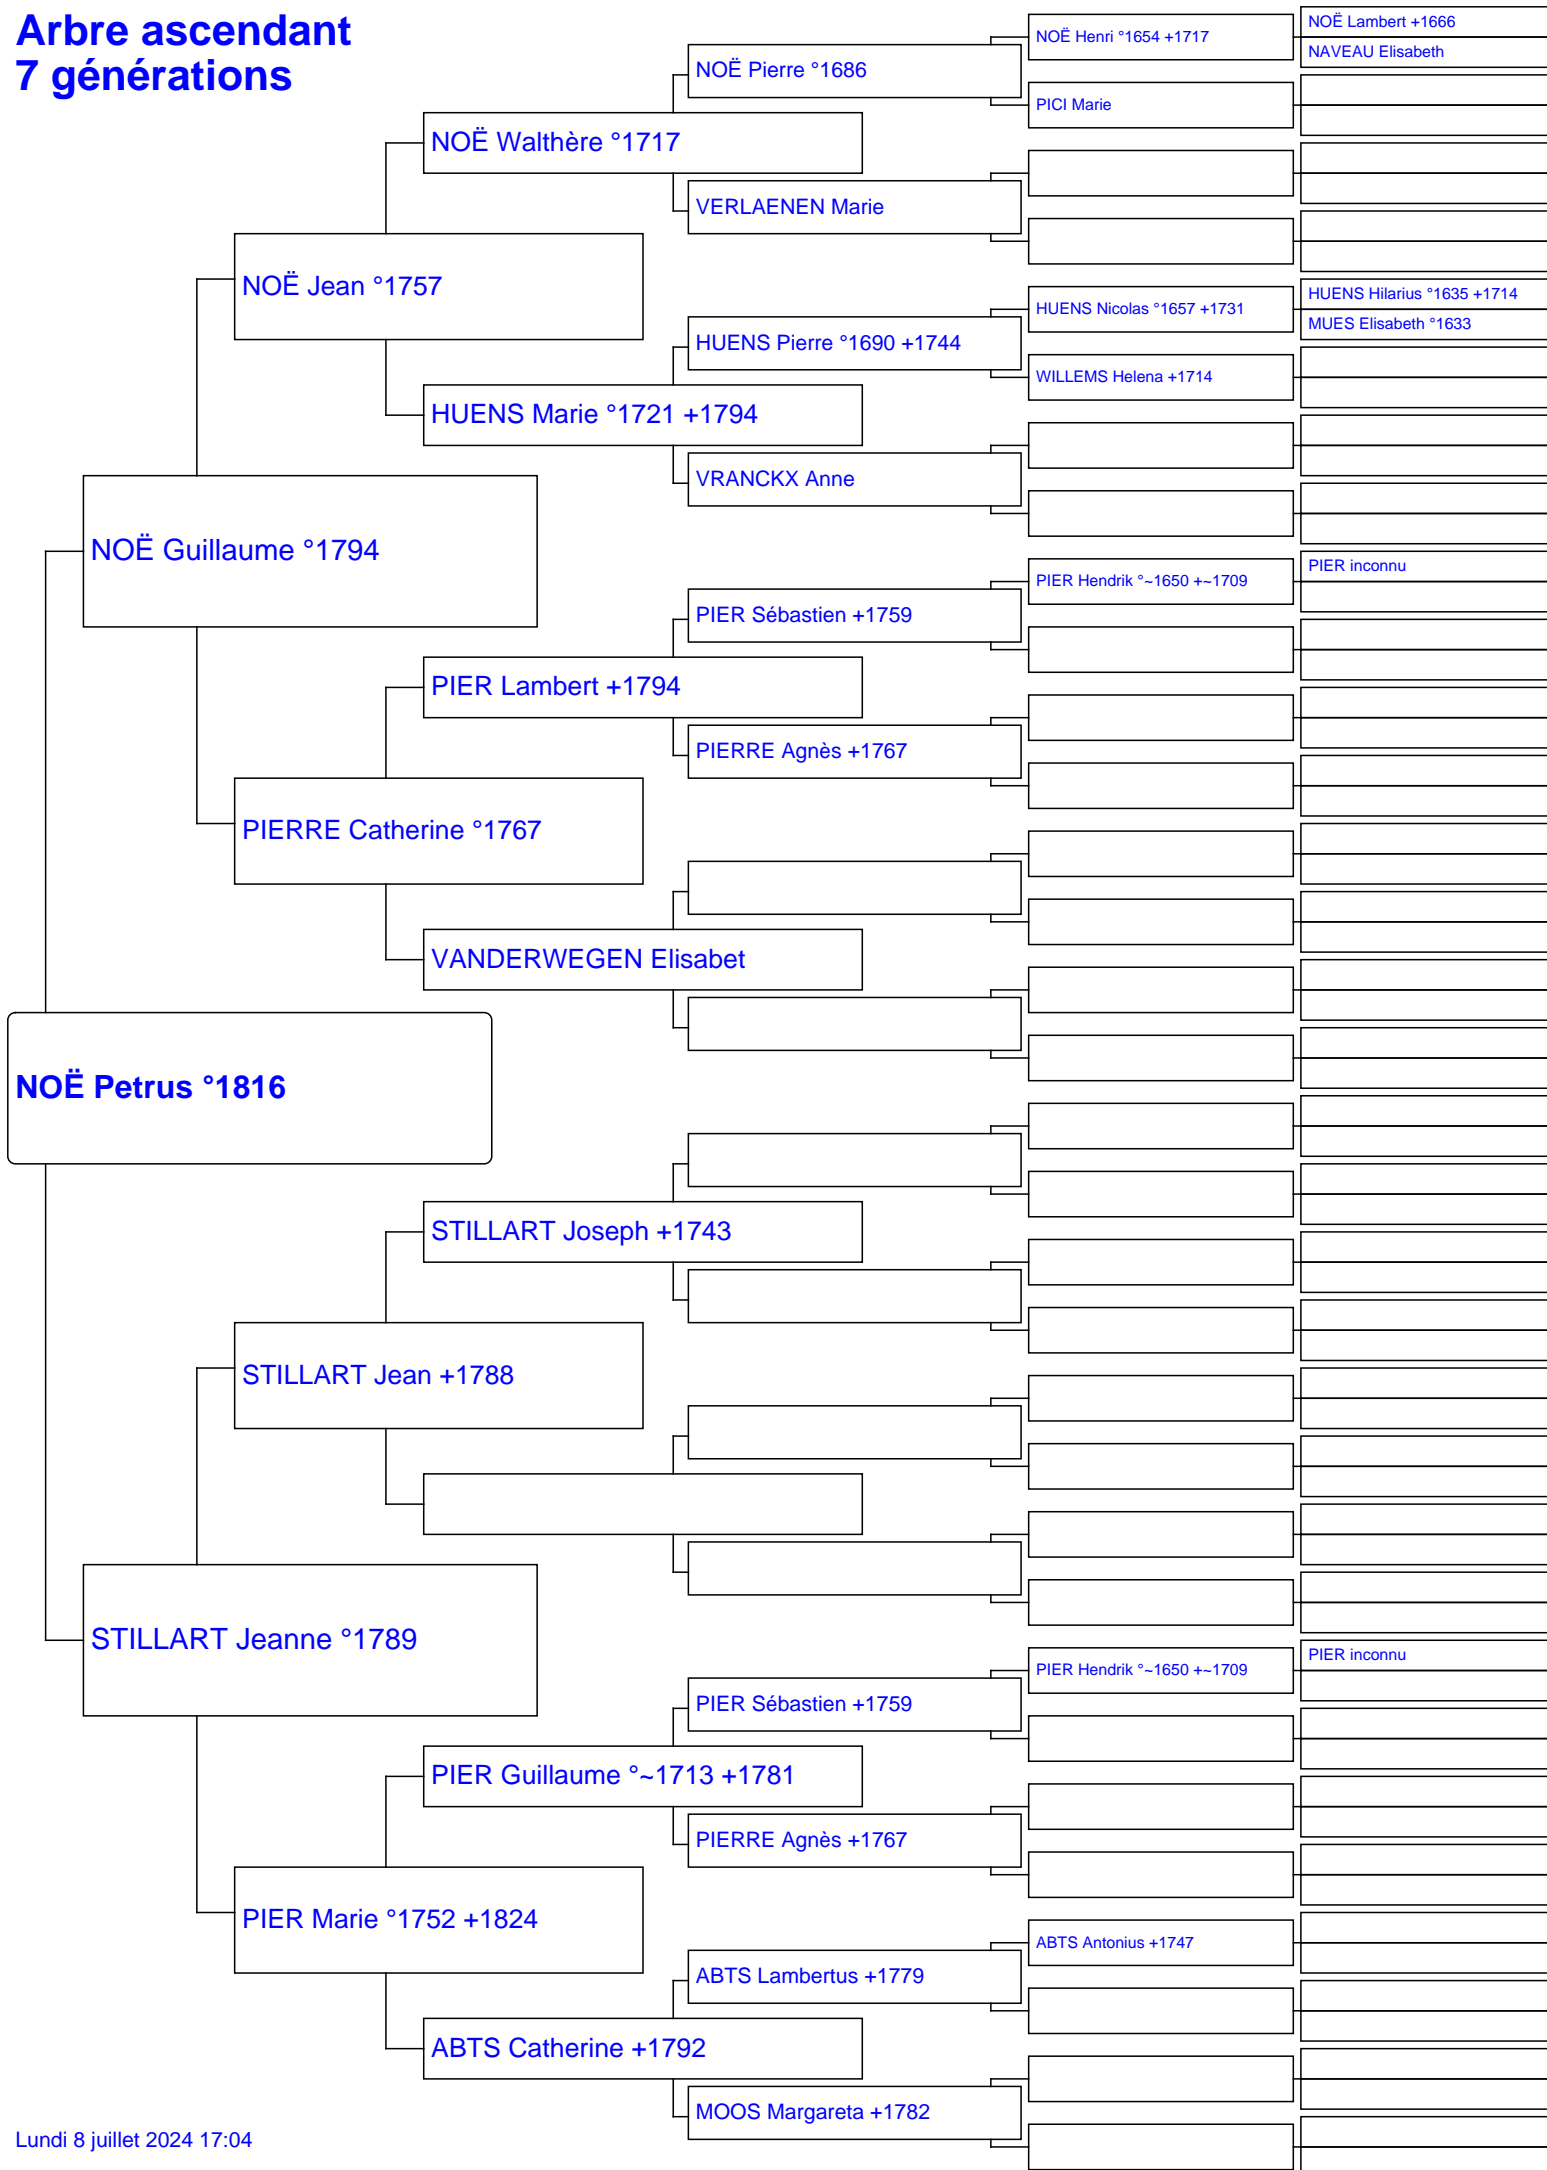 Arbre ascendant
7 générations
NOË Lambert +1666
NOË Henri °1654 +1717
NAVEAU Elisabeth
NOË Pierre °1686
PICI Marie
NOË Walthère °1717
VERLAENEN Marie
NOË Jean °1757
HUENS Hilarius °1635 +1714
HUENS Nicolas °1657 +1731
MUES Elisabeth °1633
HUENS Pierre °1690 +1744
WILLEMS Helena +1714
HUENS Marie °1721 +1794
VRANCKX Anne
NOË Guillaume °1794
PIER inconnu
PIER Hendrik °~1650 +~1709
PIER Sébastien +1759
PIER Lambert +1794
PIERRE Agnès +1767
PIERRE Catherine °1767
VANDERWEGEN Elisabet
NOË Petrus °1816
STILLART Joseph +1743
STILLART Jean +1788
STILLART Jeanne °1789
PIER inconnu
PIER Hendrik °~1650 +~1709
PIER Sébastien +1759
PIER Guillaume °~1713 +1781
PIERRE Agnès +1767
PIER Marie °1752 +1824
ABTS Antonius +1747
ABTS Lambertus +1779
ABTS Catherine +1792
MOOS Margareta +1782
Lundi 8 juillet 2024 17:04